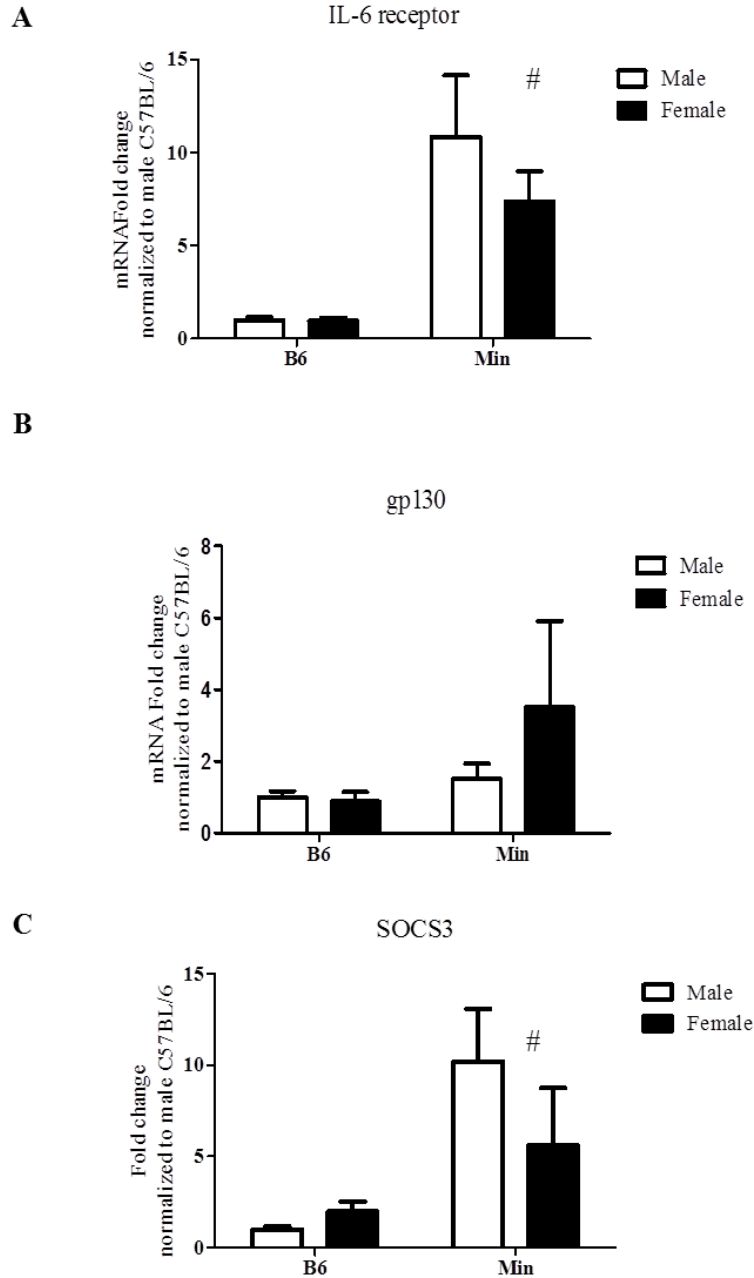 A
IL-6 receptor
mRNAFold change
normalized to male C57BL/6
15
10
5
0
#
Male
Female
B6
Min
B
gp130
mRNA Fold change
normalized to male C57BL/6
8
6
4
2
0
Male
Female
B6
Min
C
SOCS3
Fold change
normalized to male C57BL/6
15
10
5
0
#
Male
Female
B6
Min